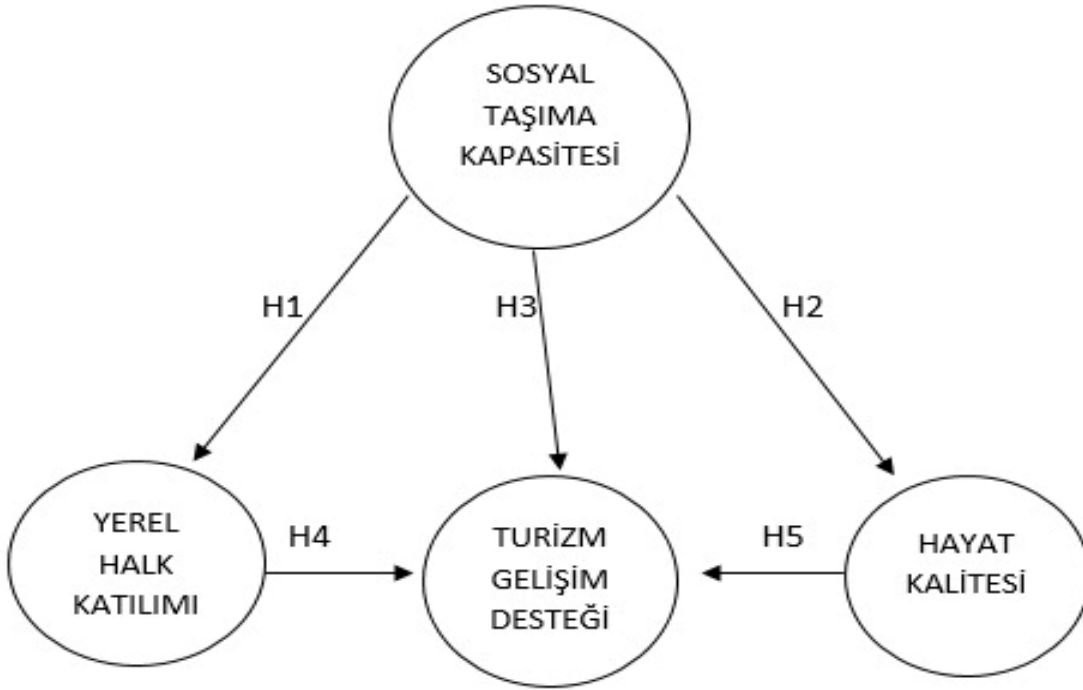 SOSYAL
TAŞIMA
KAPASİTESİ
H1
H3
H2
YEREL
HALK
KATILIMI
H4
TURİZM
GELİŞİM
DESTEĞİ
H5
HAYAT
KALİTESİ